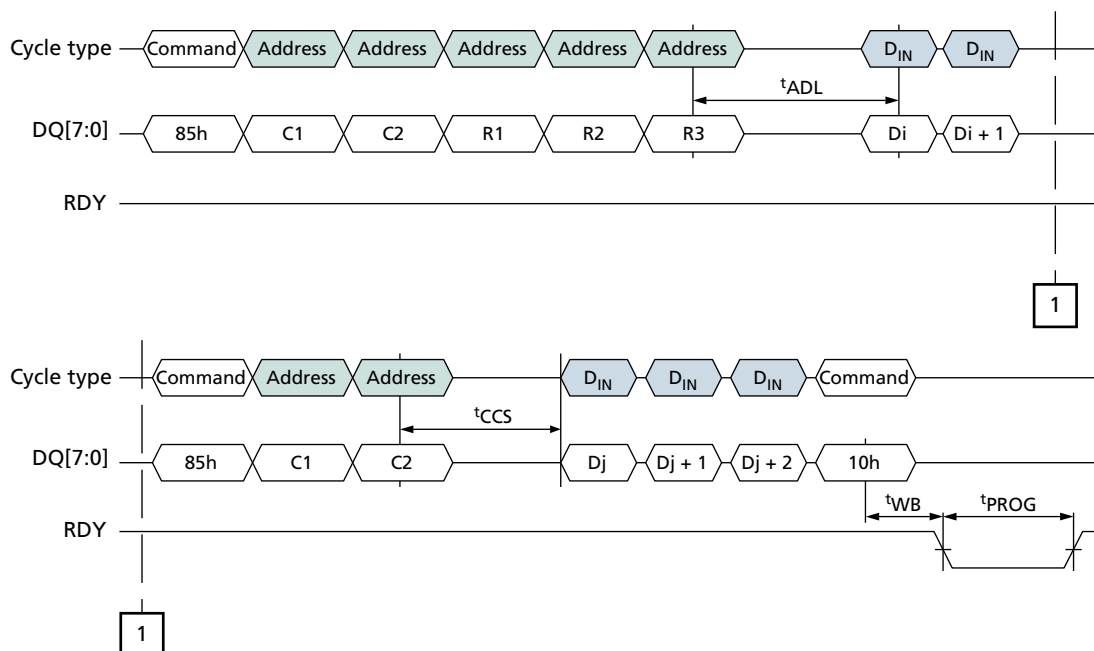 Cycle type Command Address Address Address Address Address DIN DIN
tADL
DQ[7:0] 85h C1 C2 R1 R2 R3 Di Di + 1
RDY
1
Cycle type Command Address Address DIN DIN DIN Command
tCCS
DQ[7:0] 85h C1 C2 Dj Dj + 1 Dj + 2 10h
tWB tPROG
RDY
1